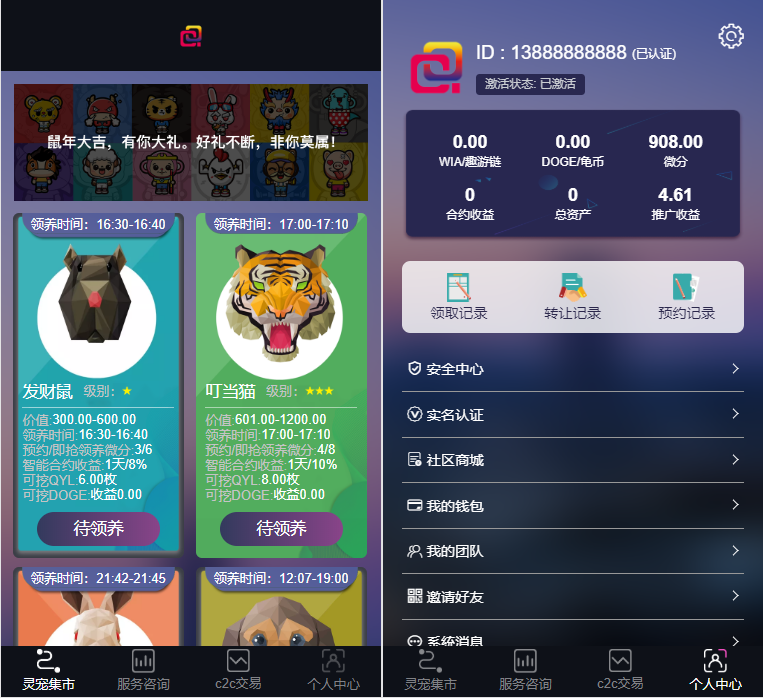 鼠年大吉，有你大礼。好礼不断，非你莫属！
领养时间：16:30-16:40
领养时间：17:00-17:10
发财鼠 级别：★
叮当猫 级别：★★★
价值:300.00-600.00
领养时间:16:30-16:40
预约/即抢领养微分:3/6
智能合约收益:1天/8%
可挖QYL:6.00枚
可挖DOGE:收益0.00
待领养
价值:601.00-1200.00
领养时间:17:00-17:10
预约/即抢领养微分:4/8
智能合约收益:1天/10%
可挖QYL:8.00枚
可挖DOGE:收益0.00
待领养
领养时间：21:42-21:45
领养时间：12:07-19:00
灵宠集市
服务咨询
c2c交易
个人中心
ID : 13888888888 (已认证)
激活状态: 已激活
0.00
WIA/趣游链
0.00
DOGE/龟币
908.00
微分
0
合约收益
0
总资产
4.61
推广收益
领取记录
转让记录
预约记录
安全中心
实名认证
社区商城
我的钱包
我的团队
邀请好友
系统消息
灵宠集市
服务咨询
c2c交易
个人中心